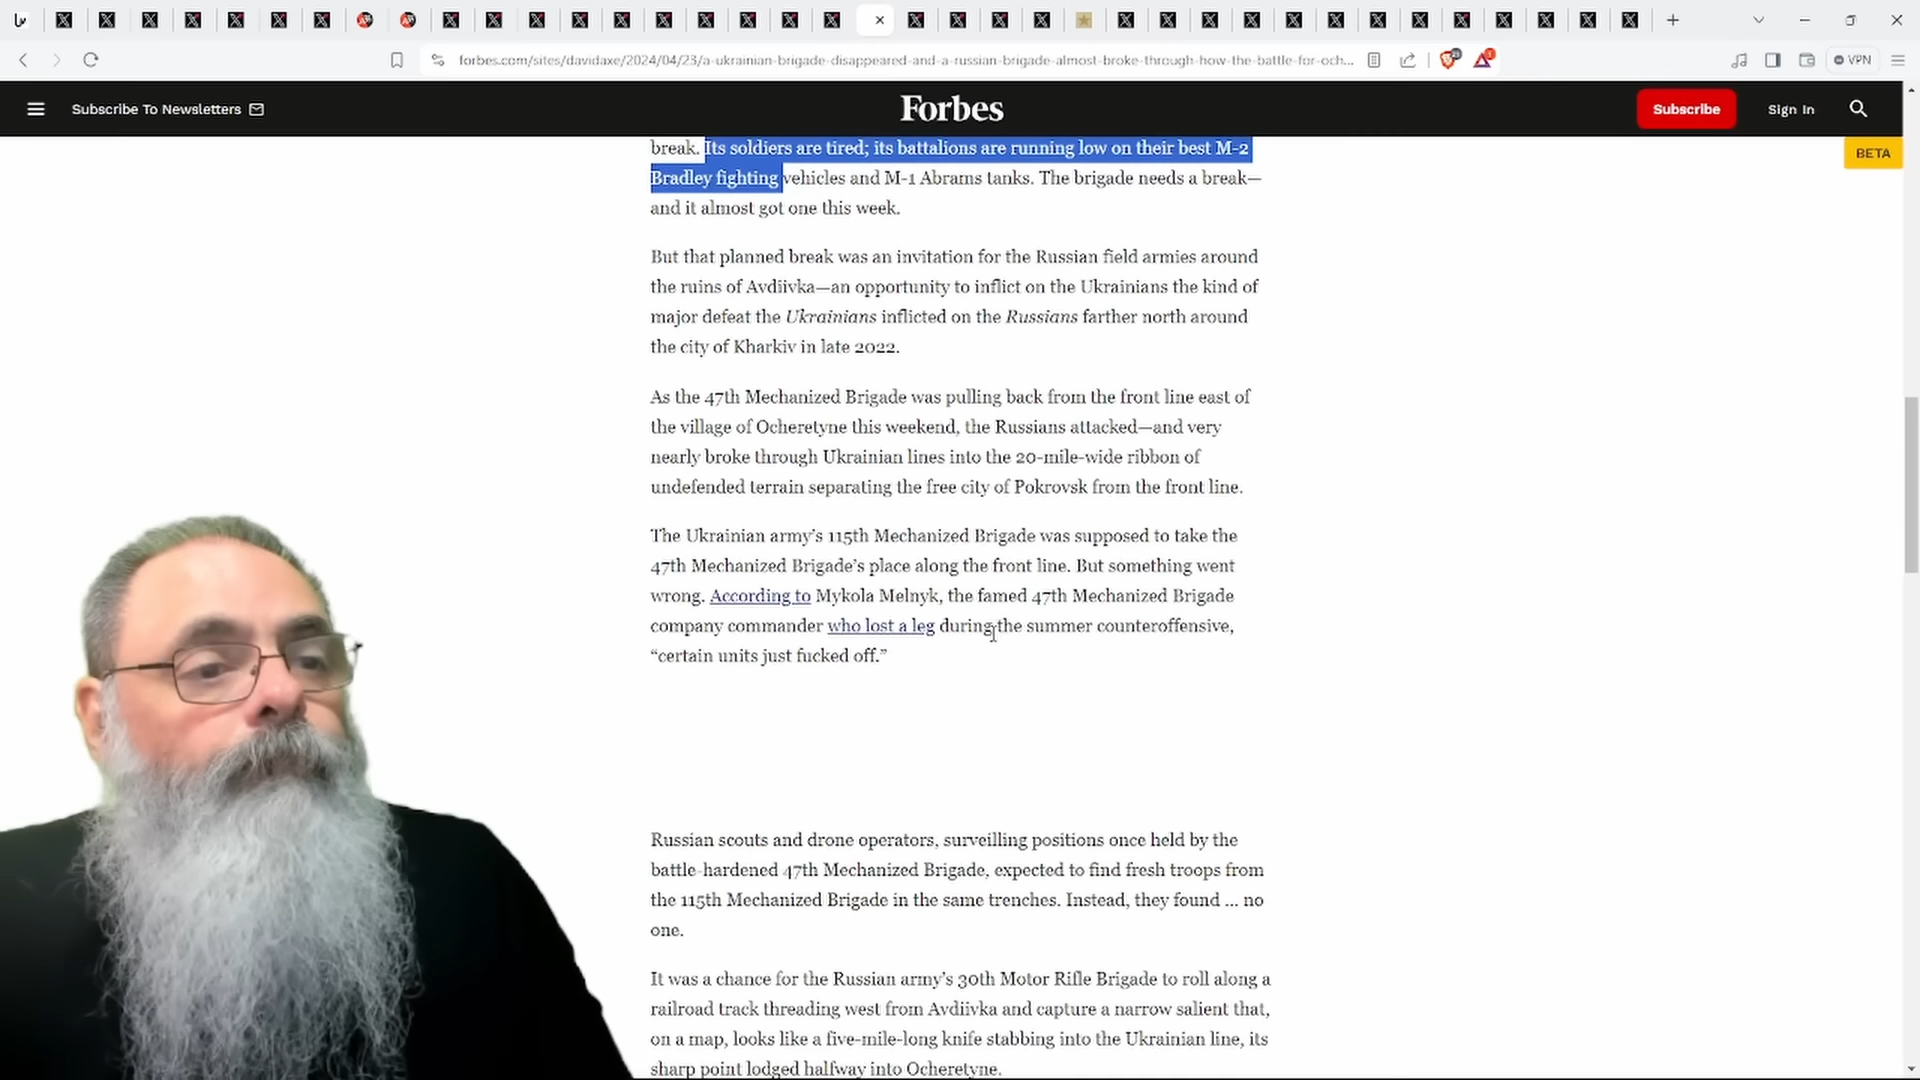 forbes.com/sites/davidaxe/2024/04/23/a-ukrainian-brigade-disappeared-and-a-russian-brigade-almost-broke-through-how-the-battle-for-och...
VPN
Subscribe To Newsletters
Forbes
Subscribe
Sign In
BETA
break. Its soldiers are tired; its battalions are running low on their best M-2
Bradley fighting vehicles and M-1 Abrams tanks. The brigade needs a break—
and it almost got one this week.
But that planned break was an invitation for the Russian field armies around
the ruins of Avdiivka—an opportunity to inflict on the Ukrainians the kind of
major defeat the Ukrainians inflicted on the Russians farther north around
the city of Kharkiv in late 2022.
As the 47th Mechanized Brigade was pulling back from the front line east of
the village of Ocheretyne this weekend, the Russians attacked—and very
nearly broke through Ukrainian lines into the 20-mile-wide ribbon of
undefended terrain separating the free city of Pokrovsk from the front line.
The Ukrainian army’s 115th Mechanized Brigade was supposed to take the
47th Mechanized Brigade’s place along the front line. But something went
wrong. According to Mykola Melnyk, the famed 47th Mechanized Brigade
company commander who lost a leg during the summer counteroffensive,
“certain units just fucked off.”
Russian scouts and drone operators, surveilling positions once held by the
battle-hardened 47th Mechanized Brigade, expected to find fresh troops from
the 115th Mechanized Brigade in the same trenches. Instead, they found ... no
one.
It was a chance for the Russian army’s 30th Motor Rifle Brigade to roll along a
railroad track threading west from Avdiivka and capture a narrow salient that,
on a map, looks like a five-mile-long knife stabbing into the Ukrainian line, its
sharp point lodged halfway into Ocheretyne.